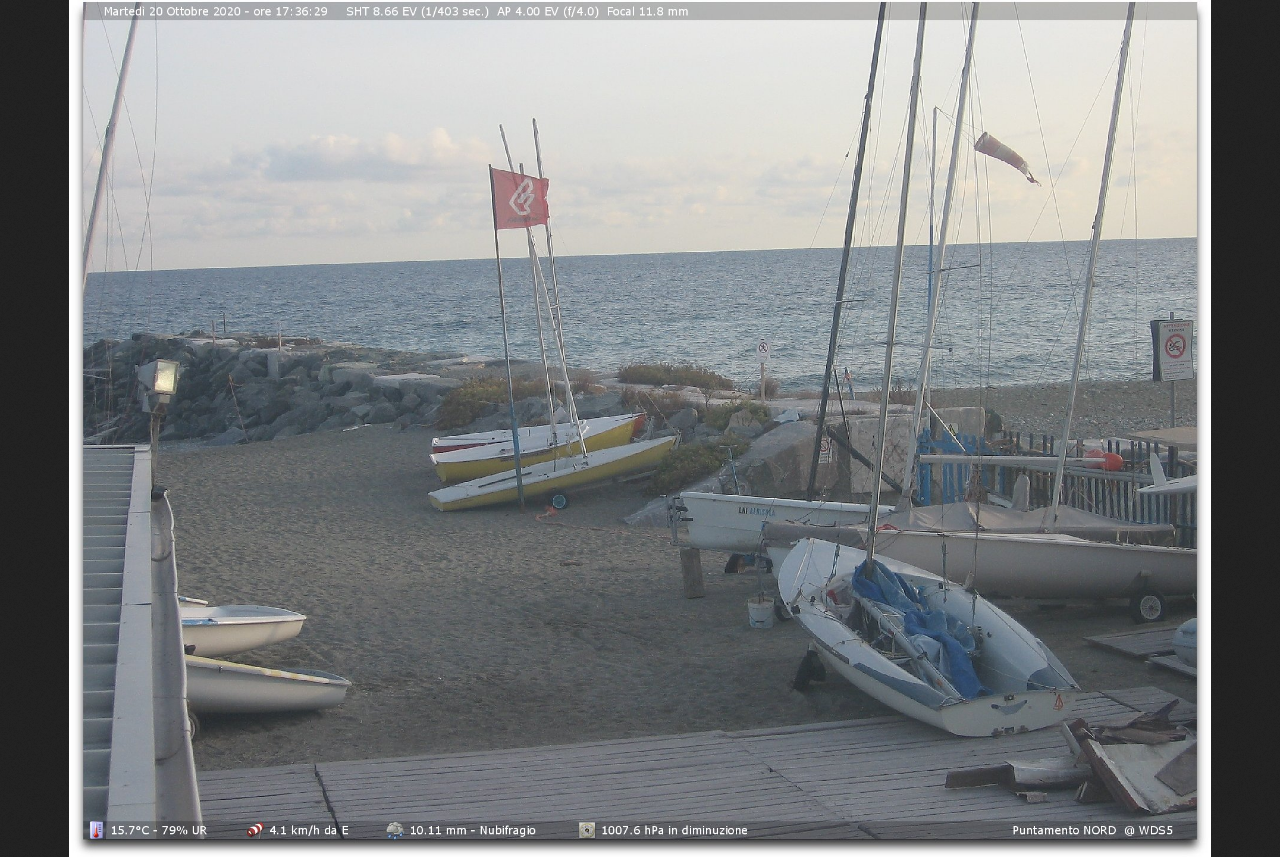 Martedì 20 Ottobre 2020 - ore 17:36:29 SHT 8.66 EV (1/403 sec.) AP 4.00 EV (f/4.0) Focal 11.8 mm
15.7°C - 79% UR 4.1 km/h da E 10.11 mm - Nubifragio 1007.6 hPa in diminuzione Puntamento NORD @ WDS5